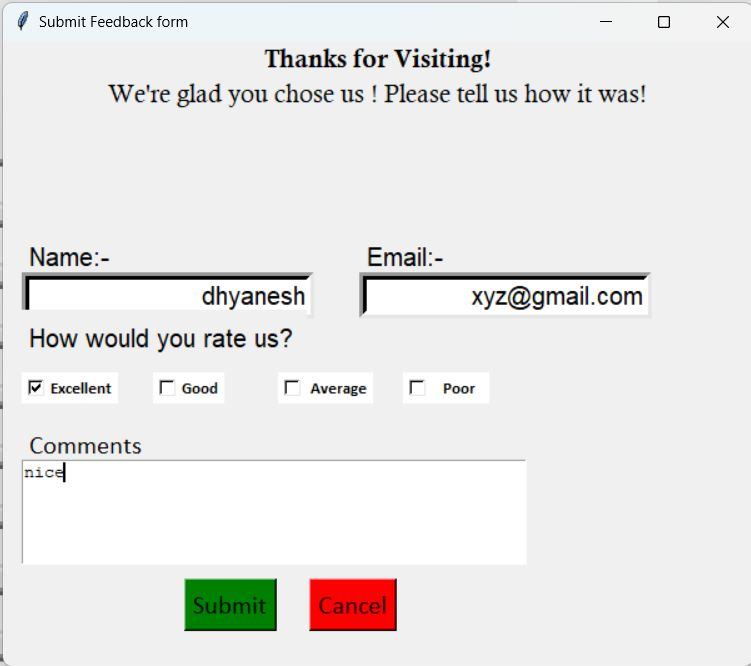 Submit Feedback form
Thanks for Visiting!
We're glad you chose us ! Please tell us how it was!
Name:- Email:-
dhyanesh xyz@gmail.com
How would you rate us?
Excellent Good Average Poor
Comments
nice
Submit Cancel